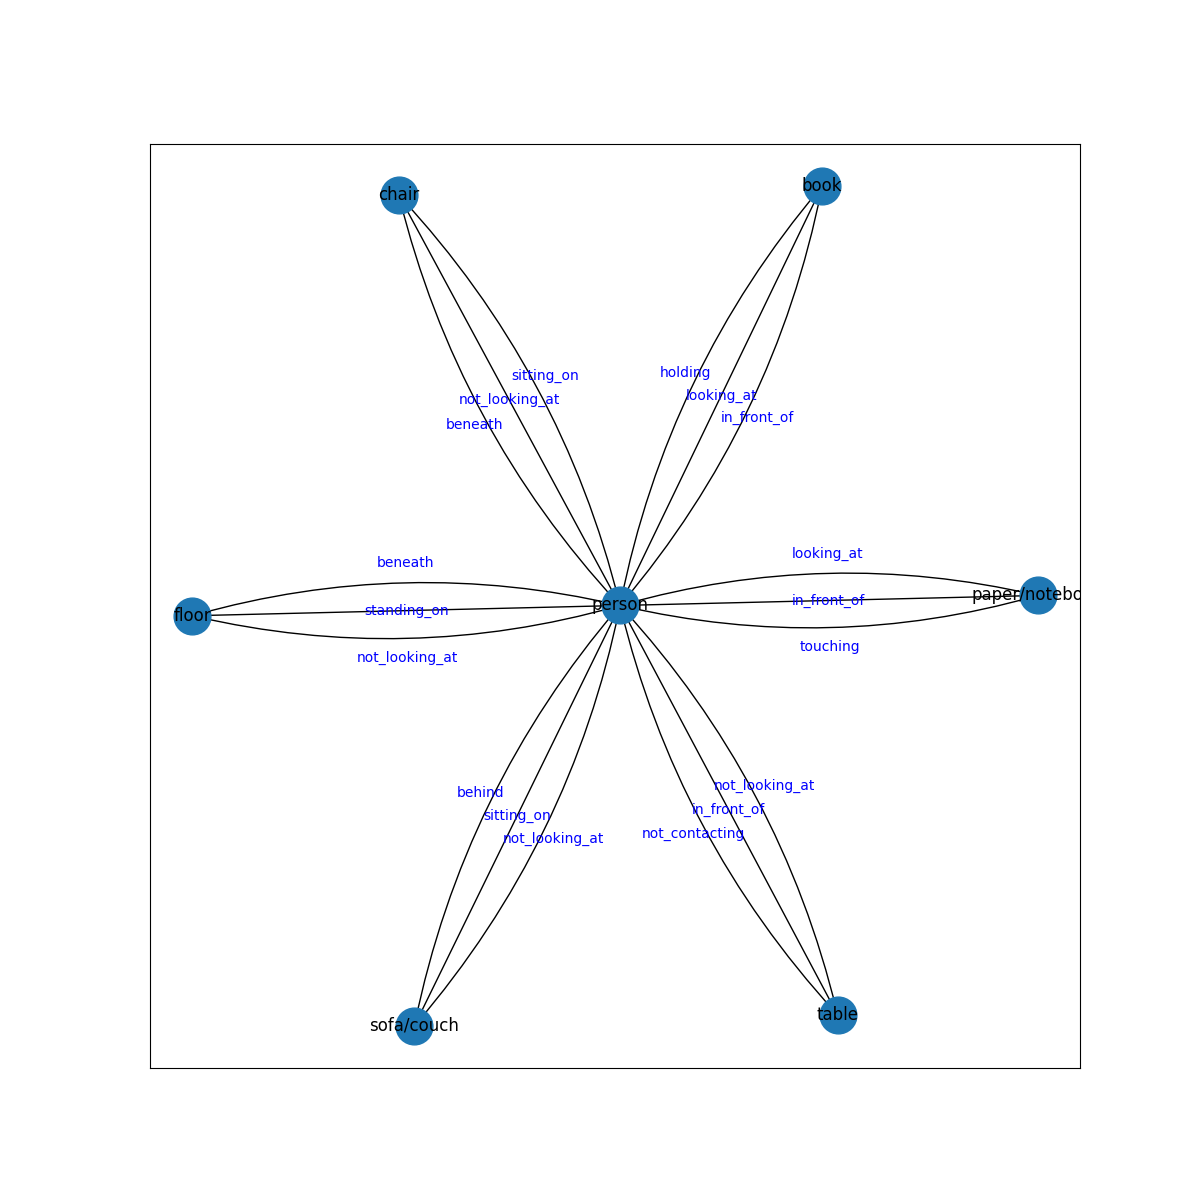 book
chair
holding
sitting_on
looking_at
not_looking_at
in_front_of
beneath
looking_at
beneath
paper/notebo
in_front_of
person
standing_on
floor
touching
not_looking_at
not_looking_at
behind
in_front_of
sitting_on
not_contacting
not_looking_at
table
sofa/couch